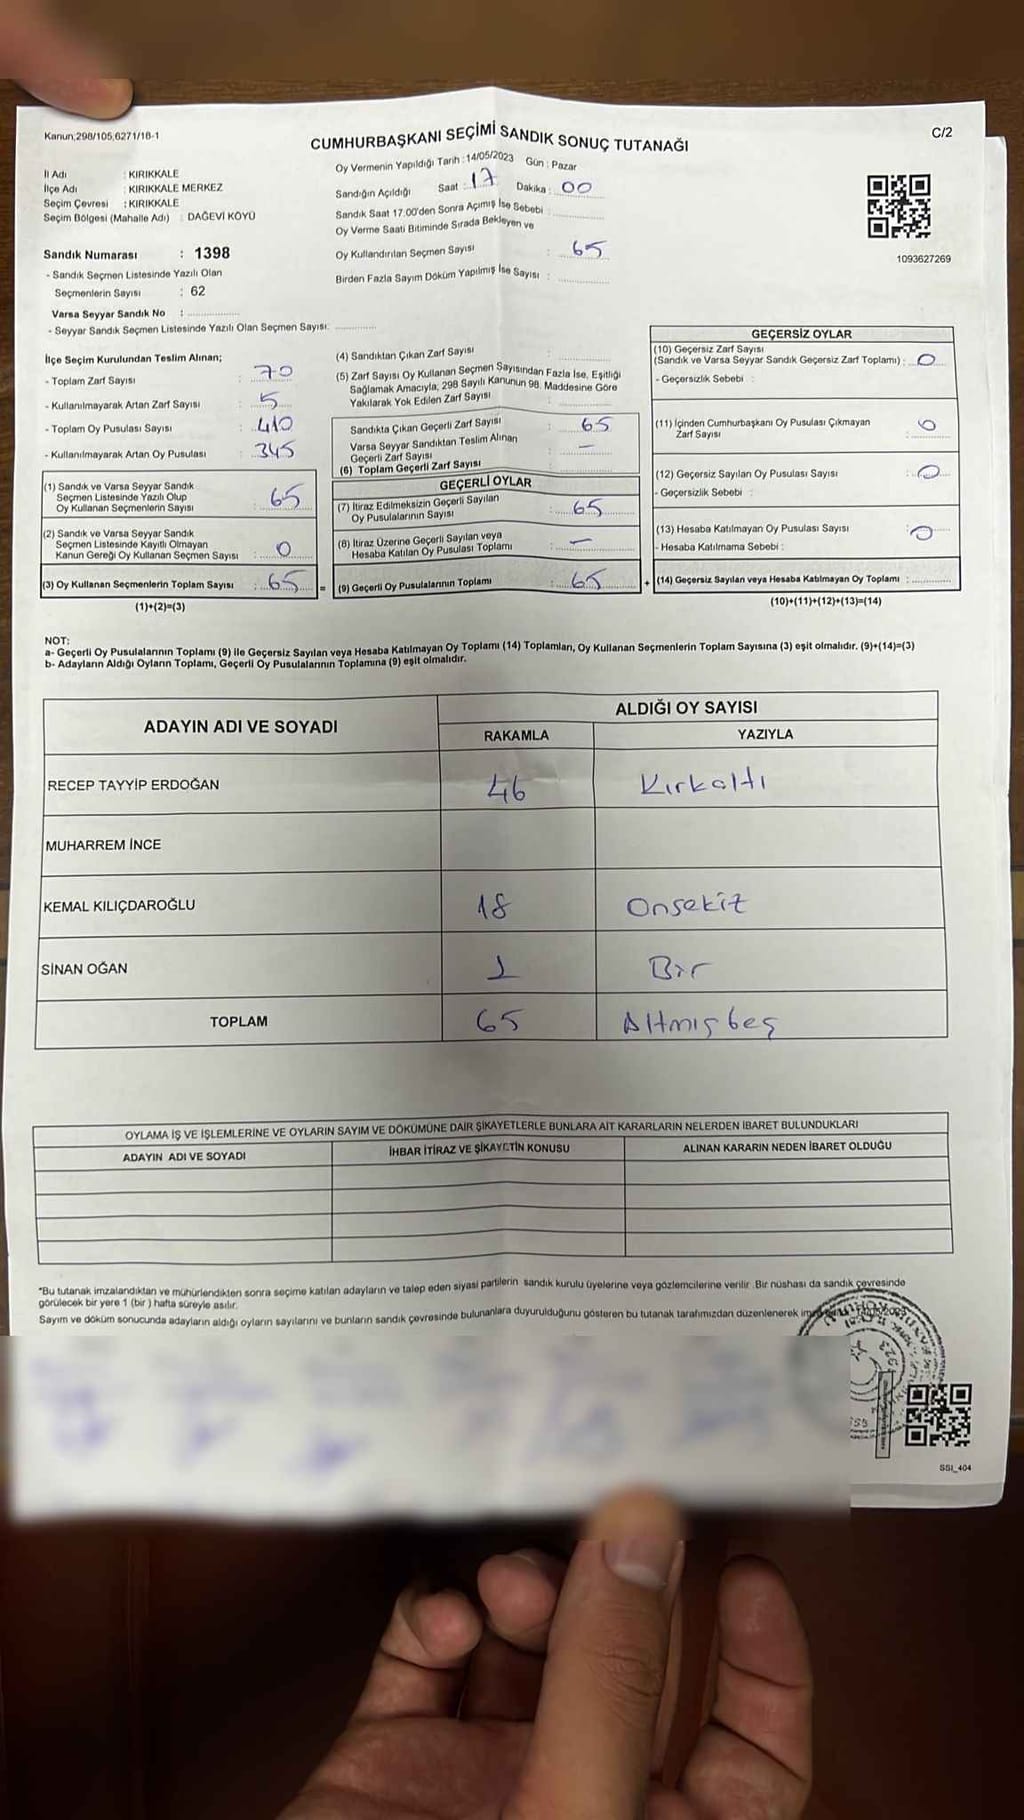 Kanun;298/105,6271/16-1
C/2
CUMHURBAŞKANI SEÇİMİ SANDIK SONUÇ TUTANAĞI
İl Adı : KIRIKKALE
İlçe Adı : KIRIKKALE MERKEZ
Seçim Çevresi : KIRIKKALE
Seçim Bölgesi (Mahalle Adı) : DAĞEVİ KÖYÜ
Sandık Numarası : 1398
- Sandık Seçmen Listesinde Yazılı Olan
Seçmenlerin Sayısı : 62
Varsa Seyyar Sandık No :
- Seyyar Sandık Seçmen Listesinde Yazılı Olan Seçmen Sayısı:
Oy Vermenin Yapıldığı Tarih : 14/05/2023 Gün : Pazar
Sandığın Açıldığı Saat : 17 Dakika : 00
Sandık Saat 17.00'den Sonra Açımış İse Sebebi :
Oy Verme Saati Bitiminde Sırada Bekleyen ve
Oy Kullandırılan Seçmen Sayısı : 65
Birden Fazla Sayım Döküm Yapılmış İse Sayısı :
1093627269
İlçe Seçim Kurulundan Teslim Alınan;
- Toplam Zarf Sayısı : 70
- Kullanılmayarak Artan Zarf Sayısı : 5
- Toplam Oy Pusulası Sayısı : 410
- Kullanılmayarak Artan Oy Pusulası : 345
(1) Sandık ve Varsa Seyyar Sandık
Seçmen Listesinde Yazılı Olup
Oy Kullanan Seçmenlerin Sayısı : 65
(2) Sandık ve Varsa Seyyar Sandık
Seçmen Listesinde Kayıtlı Olmayan
Kanun Gereği Oy Kullanan Seçmen Sayısı : 0
(3) Oy Kullanan Seçmenlerin Toplam Sayısı : 65 =
(1)+(2)=(3)
(4) Sandıktan Çıkan Zarf Sayısı :
(5) Zarf Sayısı Oy Kullanan Seçmen Sayısından Fazla İse, Eşitliği
Sağlamak Amacıyla, 298 Sayılı Kanunun 98. Maddesine Göre
Yakılarak Yok Edilen Zarf Sayısı :
Sandıkta Çıkan Geçerli Zarf Sayısı : 65
Varsa Seyyar Sandıktan Teslim Alınan
Geçerli Zarf Sayısı : —
(6) Toplam Geçerli Zarf Sayısı :
GEÇERLİ OYLAR
(7) İtiraz Edilmeksizin Geçerli Sayılan
Oy Pusulalarının Sayısı : 65
(8) İtiraz Üzerine Geçerli Sayılan veya
Hesaba Katılan Oy Pusulası Toplamı : —
(9) Geçerli Oy Pusulalarının Toplamı : 65 +
GEÇERSİZ OYLAR
(10) Geçersiz Zarf Sayısı
(Sandık ve Varsa Seyyar Sandık Geçersiz Zarf Toplamı) : 0
- Geçersizlik Sebebi :
(11) İçinden Cumhurbaşkanı Oy Pusulası Çıkmayan
Zarf Sayısı : 0
(12) Geçersiz Sayılan Oy Pusulası Sayısı : 0
- Geçersizlik Sebebi :
(13) Hesaba Katılmayan Oy Pusulası Sayısı : 0
- Hesaba Katılmama Sebebi :
(14) Geçersiz Sayılan veya Hesaba Katılmayan Oy Toplamı :
(10)+(11)+(12)+(13)=(14)
NOT:
a- Geçerli Oy Pusulalarının Toplamı (9) ile Geçersiz Sayılan veya Hesaba Katılmayan Oy Toplamı (14) Toplamları, Oy Kullanan Seçmenlerin Toplam Sayısına (3) eşit olmalıdır. (9)+(14)=(3)
b- Adayların Aldığı Oyların Toplamı, Geçerli Oy Pusulalarının Toplamına (9) eşit olmalıdır.
ADAYIN ADI VE SOYADI
ALDIĞI OY SAYISI
RAKAMLA YAZIYLA
RECEP TAYYİP ERDOĞAN 46 Kırkaltı
MUHARREM İNCE
KEMAL KILIÇDAROĞLU 18 Onsekiz
SİNAN OĞAN 1 Bir
TOPLAM 65 Altmışbeş
OYLAMA İŞ VE İŞLEMLERİNE VE OYLARIN SAYIM VE DÖKÜMÜNE DAİR ŞİKAYETLERLE BUNLARA AİT KARARLARIN NELERDEN İBARET BULUNDUKLARI
ADAYIN ADI VE SOYADI İHBAR İTİRAZ VE ŞİKAYETİN KONUSU ALINAN KARARIN NEDEN İBARET OLDUĞU
*Bu tutanak imzalandıktan ve mühürlendikten sonra seçime katılan adayların ve talep eden siyasi partilerin sandık kurulu üyelerine veya gözlemcilerine verilir. Bir nüshası da sandık çevresinde
görülecek bir yere 1 (bir) hafta süreyle asılır.
Sayım ve döküm sonucunda adayların aldığı oyların sayılarını ve bunların sandık çevresinde bulunanlara duyurulduğunu gösteren bu tutanak tarafımızdan düzenlenerek
SSI_404